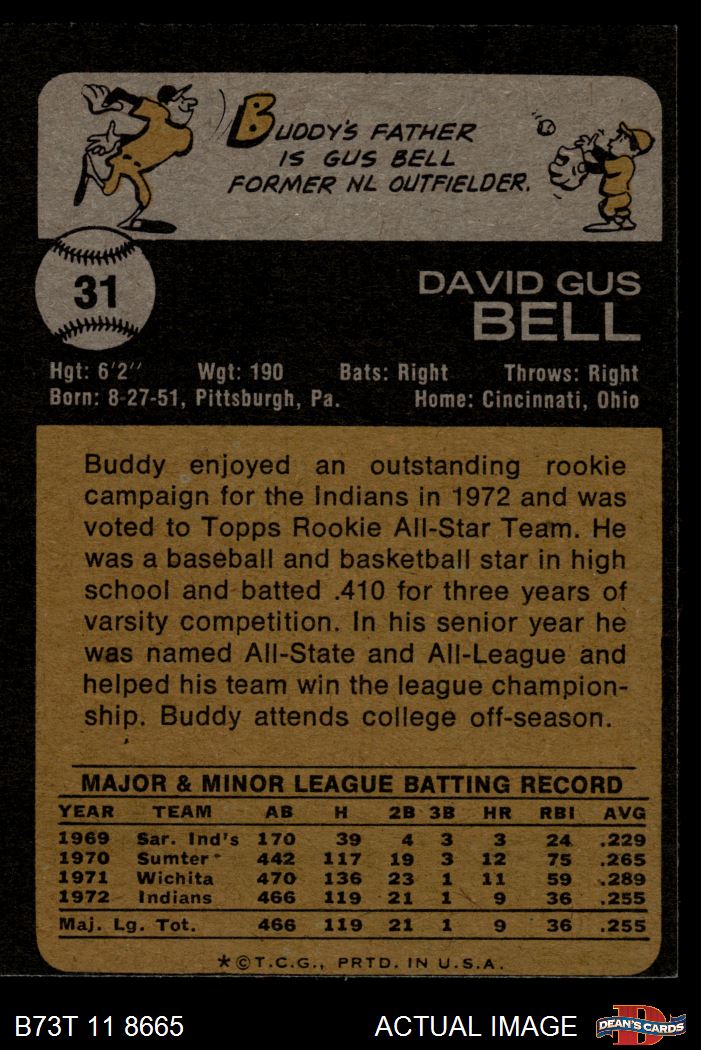 BUDDY'S FATHER
IS GUS BELL
FORMER NL OUTFIELDER.
31
DAVID GUS
BELL
Hgt: 6'2" Wgt: 190 Bats: Right Throws: Right
Born: 8-27-51, Pittsburgh, Pa. Home: Cincinnati, Ohio
Buddy enjoyed an outstanding rookie
campaign for the Indians in 1972 and was
voted to Topps Rookie All-Star Team. He
was a baseball and basketball star in high
school and batted .410 for three years of
varsity competition. In his senior year he
was named All-State and All-League and
helped his team win the league champion-
ship. Buddy attends college off-season.
MAJOR & MINOR LEAGUE BATTING RECORD
YEAR TEAM AB H 2B 3B HR RBI AVG
1969 Sar. Ind's 170 39 4 3 3 24 .229
1970 Sumter 442 117 19 3 12 75 .265
1971 Wichita 470 136 23 1 11 59 .289
1972 Indians 466 119 21 1 9 36 .255
Maj. Lg. Tot. 466 119 21 1 9 36 .255
*©T.C.G., PRTD. IN U.S.A.
B73T 11 8665 ACTUAL IMAGE D DEAN'S CARDS